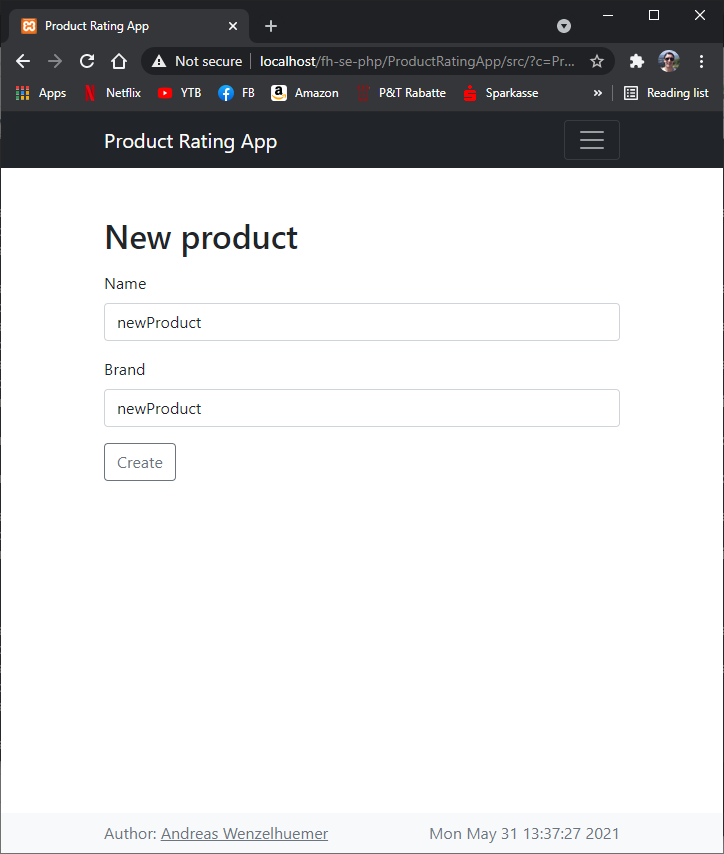 Product Rating App
Not secure localhost/fh-se-php/ProductRatingApp/src/?c=Pr...
Apps Netflix YTB FB Amazon P&T Rabatte Sparkasse » Reading list
Product Rating App
New product
Name
newProduct
Brand
newProduct
Create
Author: Andreas Wenzelhuemer Mon May 31 13:37:27 2021